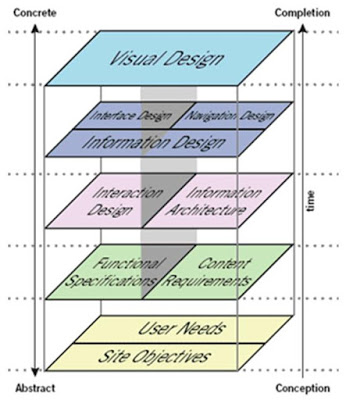 Concrete
Completion
Visual Design
Interface Design
Navigation Design
Information Design
Interaction
Design
Information
Architecture
time
Functional
Specifications
Content
Requirements
User Needs
Site Objectives
Abstract
Conception